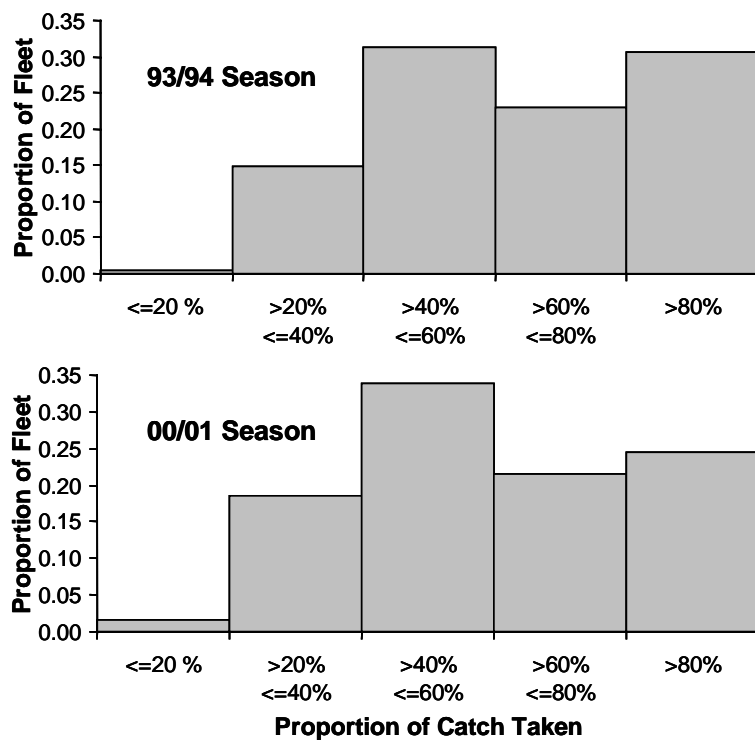 0.35
0.30
0.25
0.20
0.15
0.10
0.05
0.00
Proportion of Fleet
93/94 Season
<=20 % >20% >40% >60% >80%
<=40% <=60% <=80%
0.35
0.30
0.25
0.20
0.15
0.10
0.05
0.00
Proportion of Fleet
00/01 Season
<=20 % >20% >40% >60% >80%
<=40% <=60% <=80%
Proportion of Catch Taken